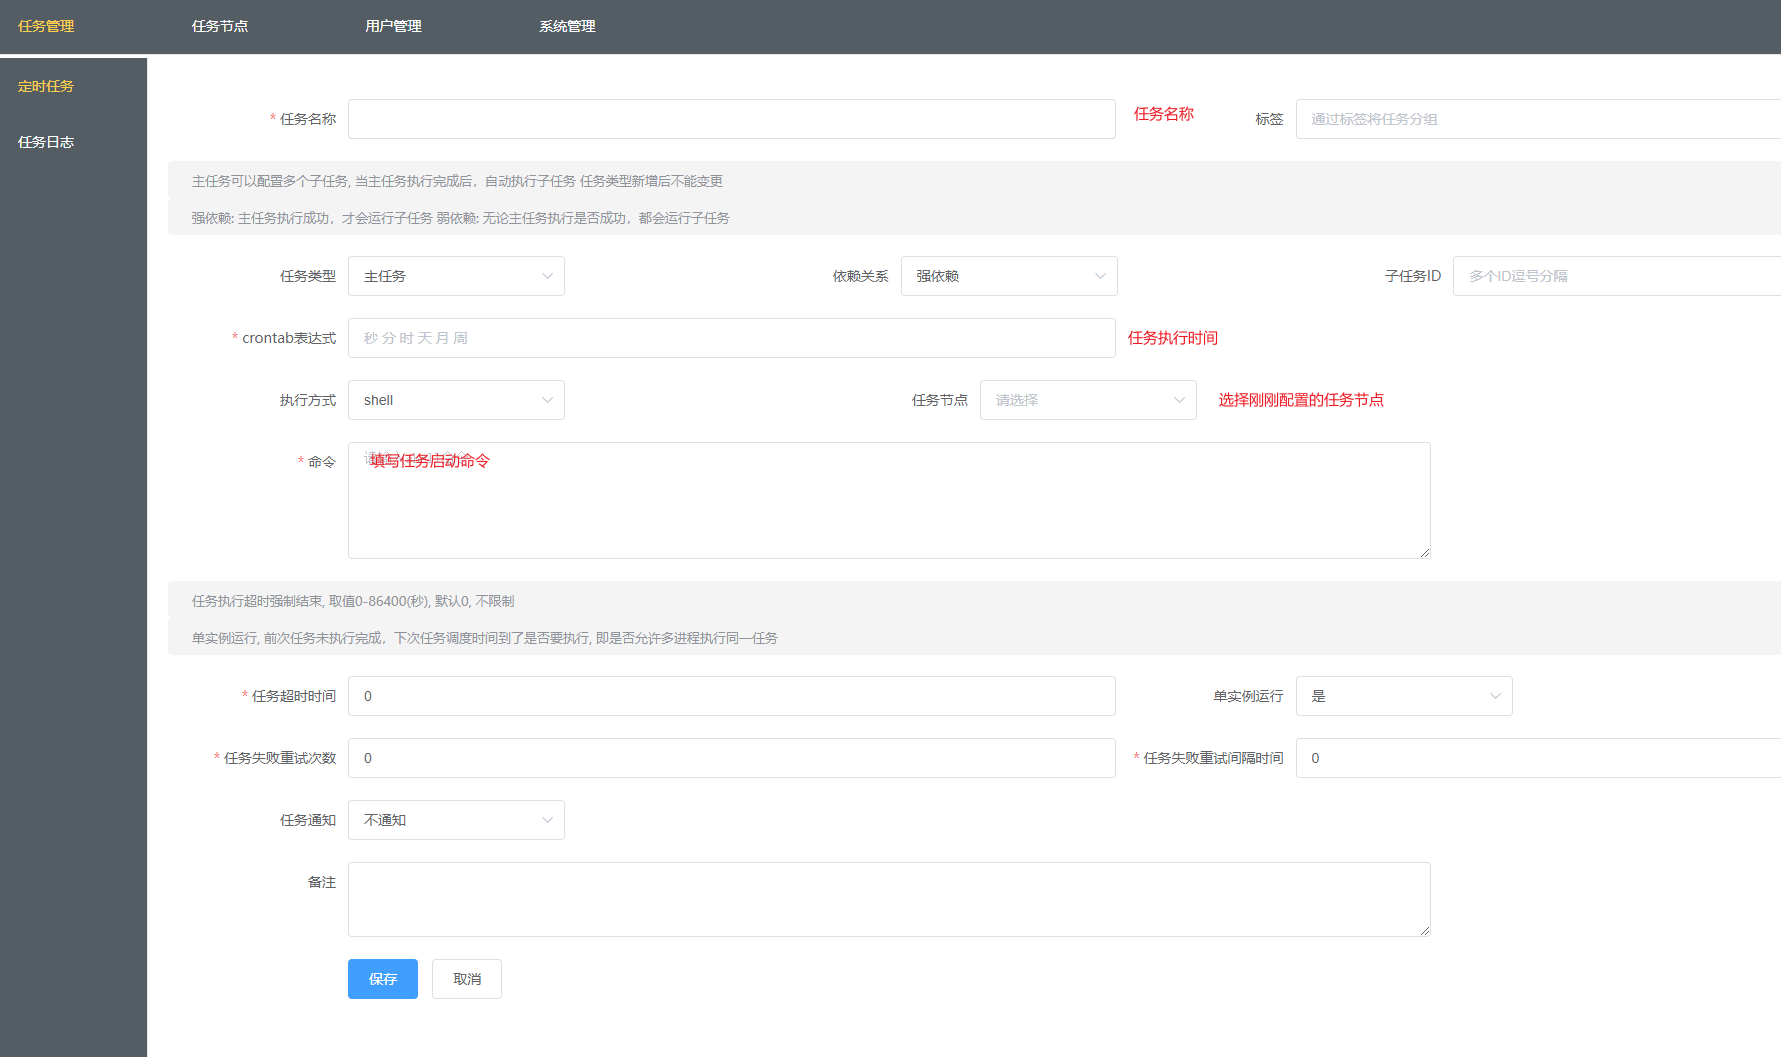 任务管理 任务节点 用户管理 系统管理
定时任务
任务日志
* 任务名称 任务名称 标签 通过标签将任务分组
主任务可以配置多个子任务, 当主任务执行完成后，自动执行子任务 任务类型新增后不能变更
强依赖: 主任务执行成功，才会运行子任务 弱依赖: 无论主任务执行是否成功，都会运行子任务
任务类型 主任务 依赖关系 强依赖 子任务ID 多个ID逗号分隔
* crontab表达式 秒 分 时 天 月 周 任务执行时间
执行方式 shell 任务节点 请选择 选择刚刚配置的任务节点
* 命令 填写任务启动命令
任务执行超时强制结束, 取值0-86400(秒), 默认0, 不限制
单实例运行, 前次任务未执行完成，下次任务调度时间到了是否要执行, 即是否允许多进程执行同一任务
* 任务超时时间 0 单实例运行 是
* 任务失败重试次数 0 * 任务失败重试间隔时间 0
任务通知 不通知
备注
保存 取消